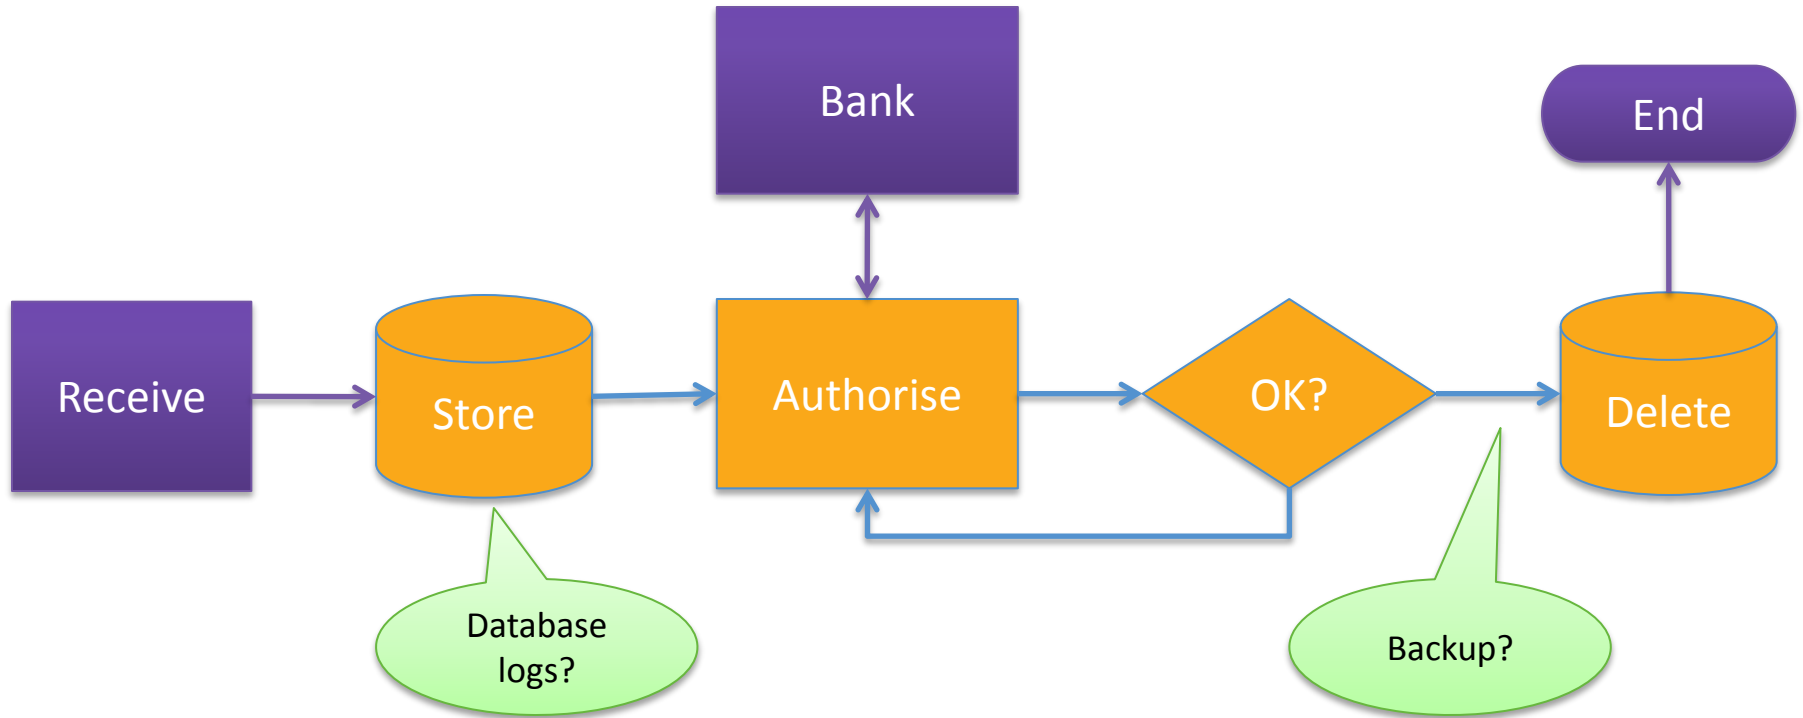 Bank
End
Receive
Store
Authorise
OK?
Delete
Database
logs?
Backup?